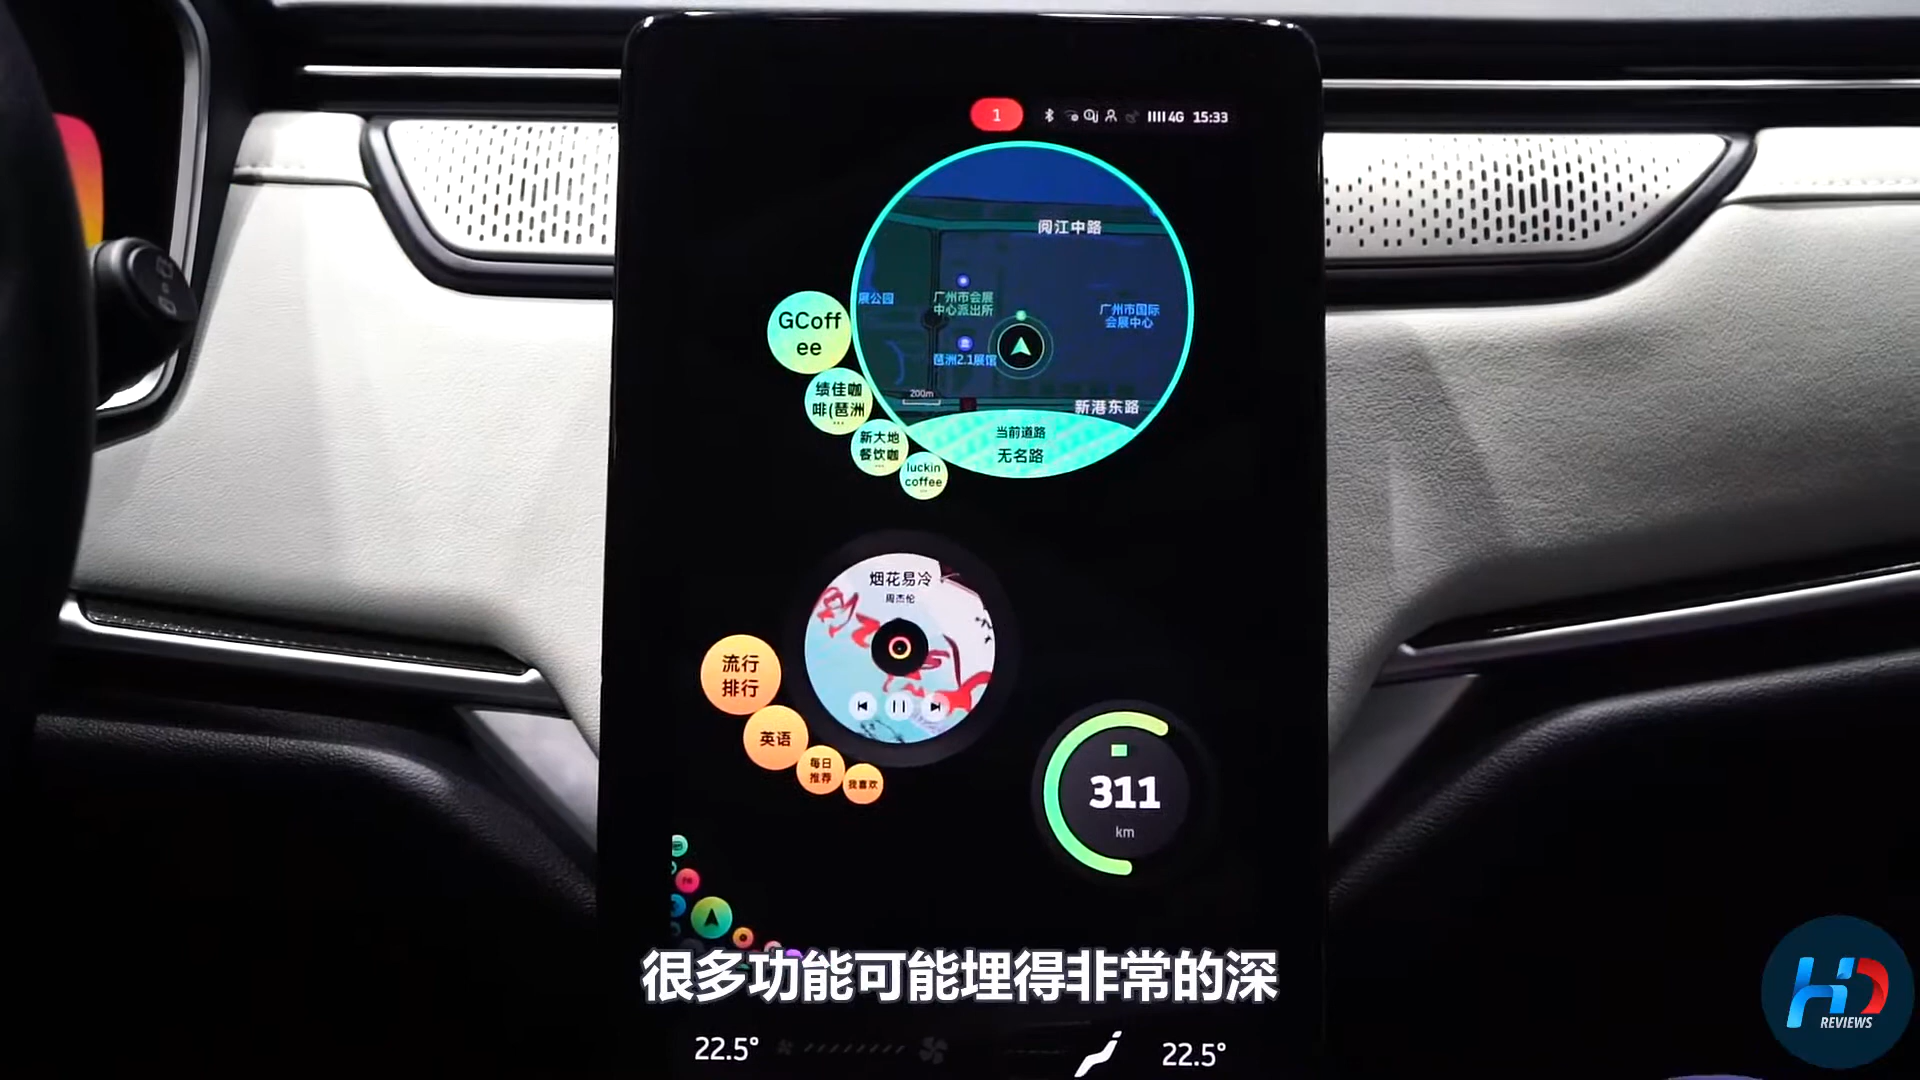 1
4G 15:33
阅江中路
展公园
广州市会展
中心派出所
广州市国际
会展中心
琶洲2.1展馆
200m
新港东路
当前道路
无名路
GCoff
ee
绩佳咖
啡(琶洲
...
新大地
餐饮咖
...
luckin
coffee
烟花易冷
周杰伦
流行
排行
英语
每日
推荐
我喜欢
311
km
很多功能可能埋得非常的深
22.5°
22.5°
HD
REVIEWS